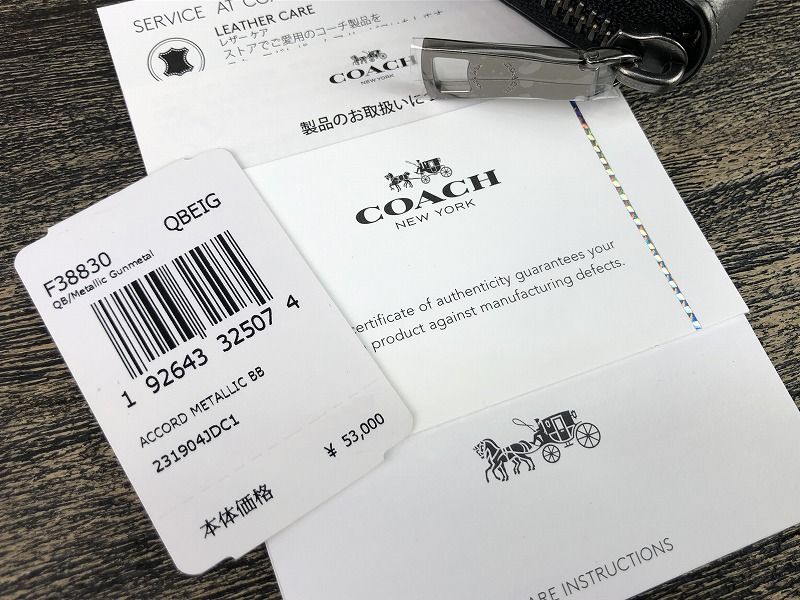 SERVICE AT CO
LEATHER CARE
レザーケア
ストアでご愛用のコーチ製品を
COACH
NEW YORK
製品のお取扱いに
COACH
NEW YORK
certificate of authenticity guarantees your
product against manufacturing defects.
F38830
QBEIG
QB/Metallic Gunmetal
1 92643 32507 4
ACCORD METALLIC BB
231904JDC1
¥ 53,000
本体価格
ARE INSTRUCTIONS